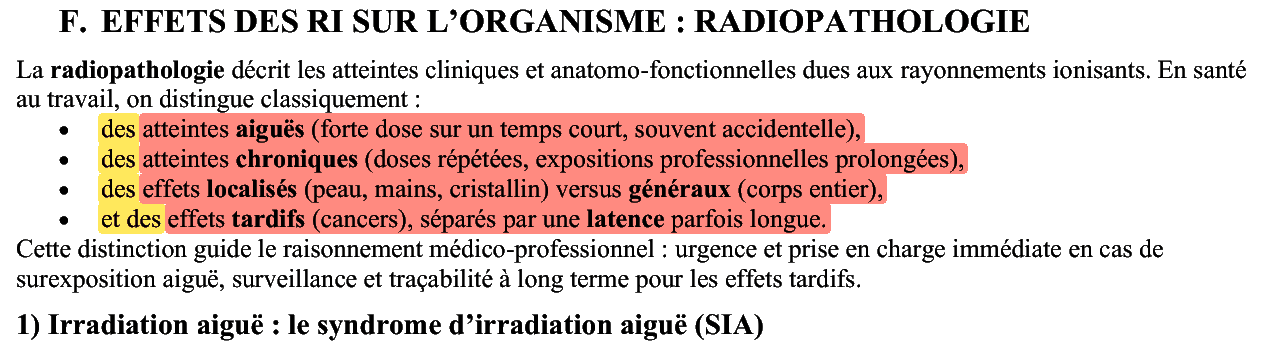 F. EFFETS DES RI SUR L’ORGANISME : RADIOPATHOLOGIE
La radiopathologie décrit les atteintes cliniques et anatomo-fonctionnelles dues aux rayonnements ionisants. En santé
au travail, on distingue classiquement :
• des atteintes aiguës (forte dose sur un temps court, souvent accidentelle),
• des atteintes chroniques (doses répétées, expositions professionnelles prolongées),
• des effets localisés (peau, mains, cristallin) versus généraux (corps entier),
• et des effets tardifs (cancers), séparés par une latence parfois longue.
Cette distinction guide le raisonnement médico-professionnel : urgence et prise en charge immédiate en cas de
surexposition aiguë, surveillance et traçabilité à long terme pour les effets tardifs.
1) Irradiation aiguë : le syndrome d’irradiation aiguë (SIA)